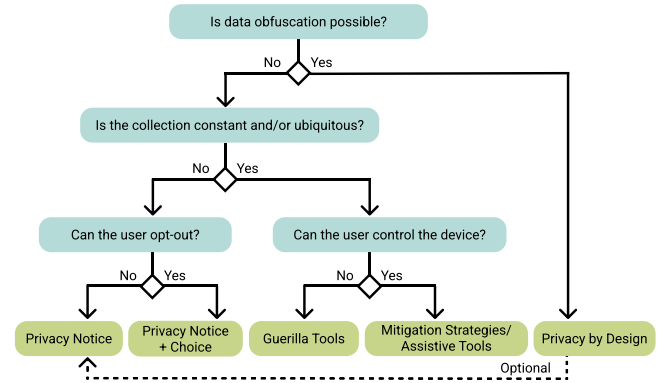 Is data obfuscation possible?
No
Yes
Is the collection constant and/or ubiquitous?
No
Yes
Can the user opt-out?
Can the user control the device?
No
Yes
No
Yes
Privacy Notice
Privacy Notice
+ Choice
Guerilla Tools
Mitigation Strategies/
Assistive Tools
Privacy by Design
Optional